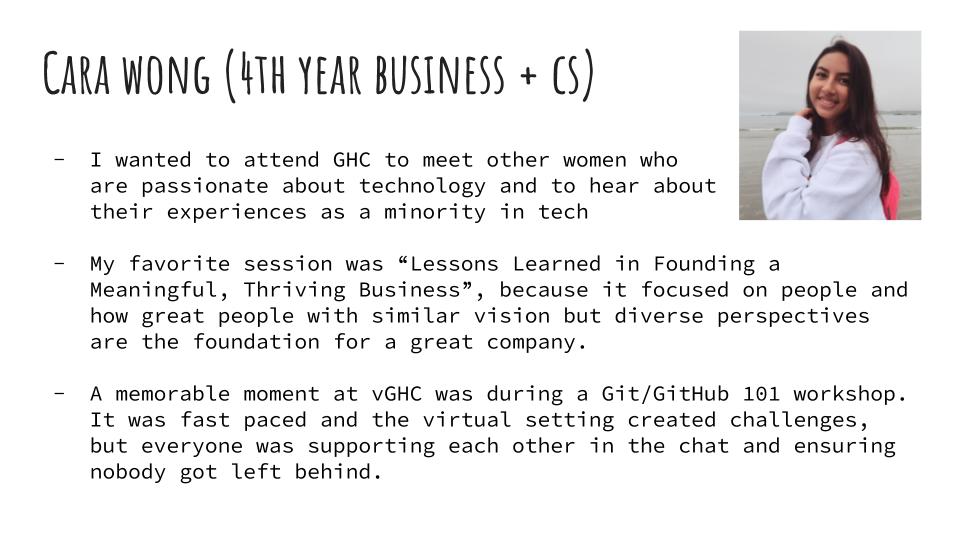 Cara wong (4th year business + cs)
- I wanted to attend GHC to meet other women who
are passionate about technology and to hear about
their experiences as a minority in tech
- My favorite session was “Lessons Learned in Founding a
Meaningful, Thriving Business”, because it focused on people and
how great people with similar vision but diverse perspectives
are the foundation for a great company.
- A memorable moment at vGHC was during a Git/GitHub 101 workshop.
It was fast paced and the virtual setting created challenges,
but everyone was supporting each other in the chat and ensuring
nobody got left behind.